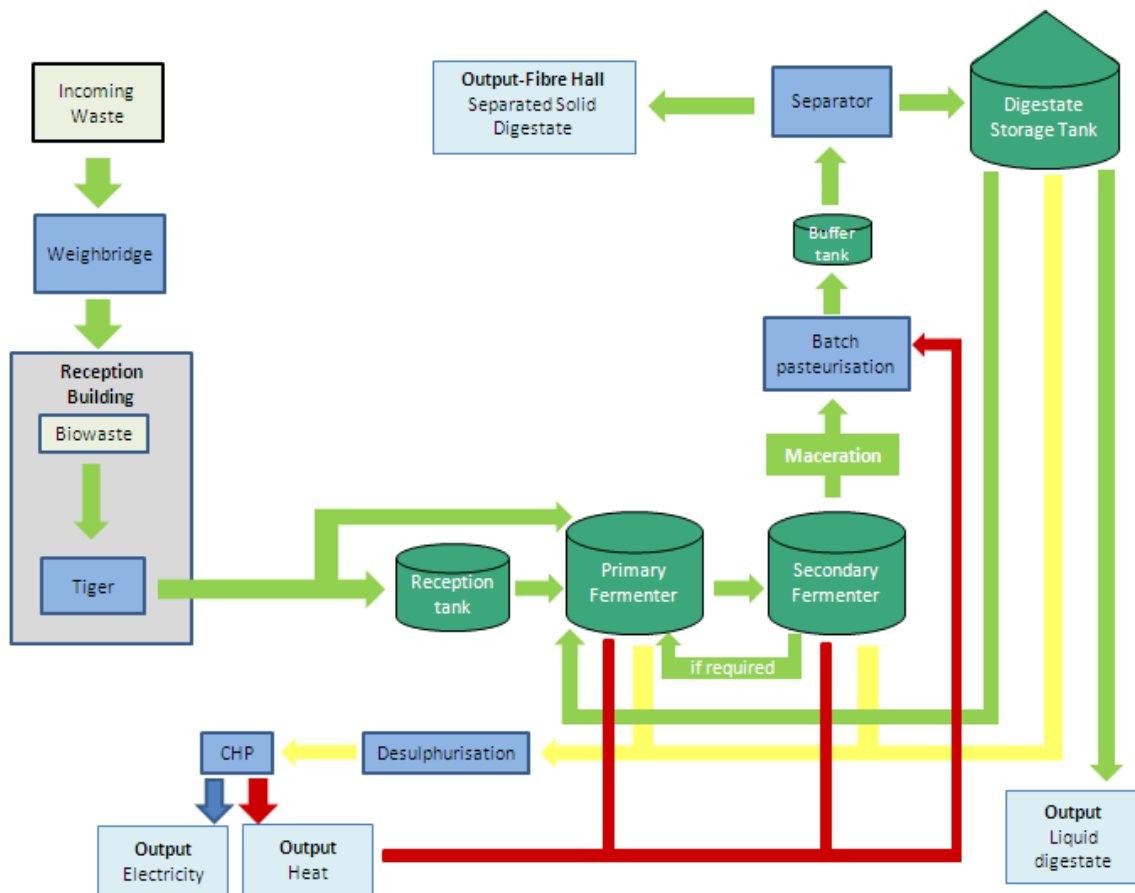 Incoming
Waste
Weighbridge
Reception
Building
Biowaste
Tiger
Output-Fibre Hall
Separated Solid
Digestate
Separator
Digestate
Storage Tank
Buffer
tank
Batch
pasteurisation
Maceration
Reception
tank
Primary
Fermenter
Secondary
Fermenter
if required
CHP
Desulphurisation
Output
Electricity
Output
Heat
Output
Liquid
digestate